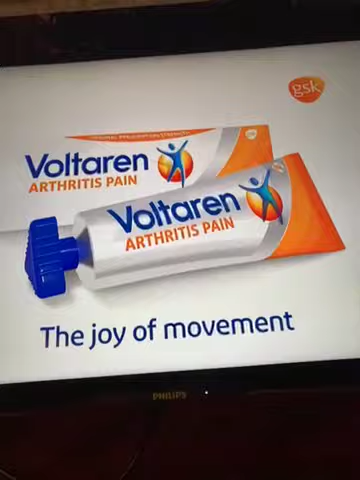 gsk
Voltaren
ARTHRITIS PAIN
Voltaren
ARTHRITIS PAIN
The joy of movement
PHILIPS